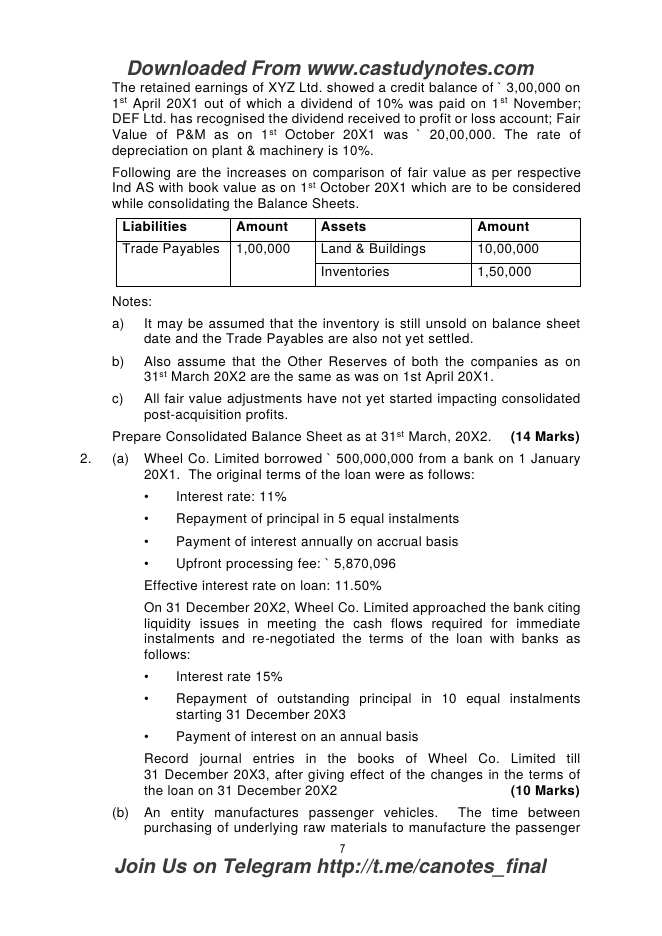 Downloaded From www.castudynotes.com
The retained earnings of XYZ Ltd. showed a credit balance of ` 3,00,000 on
1st April 20X1 out of which a dividend of 10% was paid on 1st November;
DEF Ltd. has recognised the dividend received to profit or loss account; Fair
Value of P&M as on 1st October 20X1 was ` 20,00,000. The rate of
depreciation on plant & machinery is 10%.
Following are the increases on comparison of fair value as per respective
Ind AS with book value as on 1st October 20X1 which are to be considered
while consolidating the Balance Sheets.
Liabilities Amount Assets Amount
Trade Payables 1,00,000 Land & Buildings 10,00,000
Inventories 1,50,000
Notes:
a) It may be assumed that the inventory is still unsold on balance sheet
date and the Trade Payables are also not yet settled.
b) Also assume that the Other Reserves of both the companies as on
31st March 20X2 are the same as was on 1st April 20X1.
c) All fair value adjustments have not yet started impacting consolidated
post-acquisition profits.
Prepare Consolidated Balance Sheet as at 31st March, 20X2. (14 Marks)
2. (a) Wheel Co. Limited borrowed ` 500,000,000 from a bank on 1 January
20X1. The original terms of the loan were as follows:
• Interest rate: 11%
• Repayment of principal in 5 equal instalments
• Payment of interest annually on accrual basis
• Upfront processing fee: ` 5,870,096
Effective interest rate on loan: 11.50%
On 31 December 20X2, Wheel Co. Limited approached the bank citing
liquidity issues in meeting the cash flows required for immediate
instalments and re-negotiated the terms of the loan with banks as
follows:
• Interest rate 15%
• Repayment of outstanding principal in 10 equal instalments
starting 31 December 20X3
• Payment of interest on an annual basis
Record journal entries in the books of Wheel Co. Limited till
31 December 20X3, after giving effect of the changes in the terms of
the loan on 31 December 20X2 (10 Marks)
(b) An entity manufactures passenger vehicles. The time between
purchasing of underlying raw materials to manufacture the passenger
7
Join Us on Telegram http://t.me/canotes_final